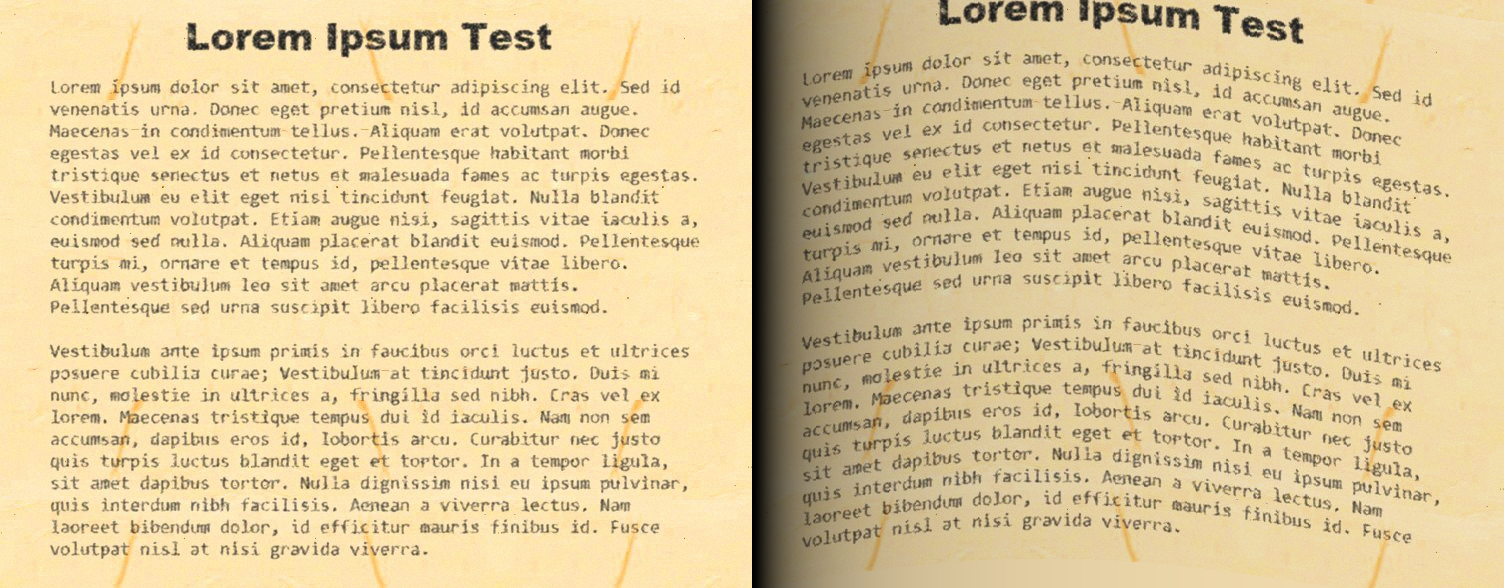 Lorem Ipsum Test
Lorem ipsum dolor sit amet, consectetur adipiscing elit. Sed id
venenatis urna. Donec eget pretium nisl, id accumsan augue.
Maecenas in condimentum tellus. Aliquam erat volutpat. Donec
egestas vel ex id consectetur. Pellentesque habitant morbi
tristique senectus et netus et malesuada fames ac turpis egestas.
Vestibulum eu elit eget nisi tincidunt feugiat. Nulla blandit
condimentum volutpat. Etiam augue nisi, sagittis vitae iaculis a,
euismod sed nulla. Aliquam placerat blandit euismod. Pellentesque
turpis mi, ornare et tempus id, pellentesque vitae libero.
Aliquam vestibulum leo sit amet arcu placerat mattis.
Pellentesque sed urna suscipit libero facilisis euismod.
Vestibulum ante ipsum primis in faucibus orci luctus et ultrices
posuere cubilia curae; Vestibulum at tincidunt justo. Duis mi
nunc, molestie in ultrices a, fringilla sed nibh. Cras vel ex
lorem. Maecenas tristique tempus dui id iaculis. Nam non sem
accumsan, dapibus eros id, lobortis arcu. Curabitur nec justo
quis turpis luctus blandit eget et tortor. In a tempor ligula,
sit amet dapibus tortor. Nulla dignissim nisi eu ipsum pulvinar,
quis interdum nibh facilisis. Aenean a viverra lectus. Nam
laoreet bibendum dolor, id efficitur mauris finibus id. Fusce
volutpat nisl at nisi gravida viverra.
Lorem Ipsum Test
Lorem ipsum dolor sit amet, consectetur adipiscing elit. Sed id
venenatis urna. Donec eget pretium nisl, id accumsan augue.
Maecenas in condimentum tellus. Aliquam erat volutpat. Donec
egestas vel ex id consectetur. Pellentesque habitant morbi
tristique senectus et netus et malesuada fames ac turpis egestas.
Vestibulum eu elit eget nisi tincidunt feugiat. Nulla blandit
condimentum volutpat. Etiam augue nisi, sagittis vitae iaculis a,
euismod sed nulla. Aliquam placerat blandit euismod. Pellentesque
turpis mi, ornare et tempus id, pellentesque vitae libero.
Aliquam vestibulum leo sit amet arcu placerat mattis.
Pellentesque sed urna suscipit libero facilisis euismod.
Vestibulum ante ipsum primis in faucibus orci luctus et ultrices
posuere cubilia curae; Vestibulum at tincidunt justo. Duis mi
nunc, molestie in ultrices a, fringilla sed nibh. Cras vel ex
lorem. Maecenas tristique tempus dui id iaculis. Nam non sem
accumsan, dapibus eros id, lobortis arcu. Curabitur nec justo
quis turpis luctus blandit eget et tortor. In a tempor ligula,
sit amet dapibus tortor. Nulla dignissim nisi eu ipsum pulvinar,
quis interdum nibh facilisis. Aenean a viverra lectus. Nam
laoreet bibendum dolor, id efficitur mauris finibus id. Fusce
volutpat nisl at nisi gravida viverra.